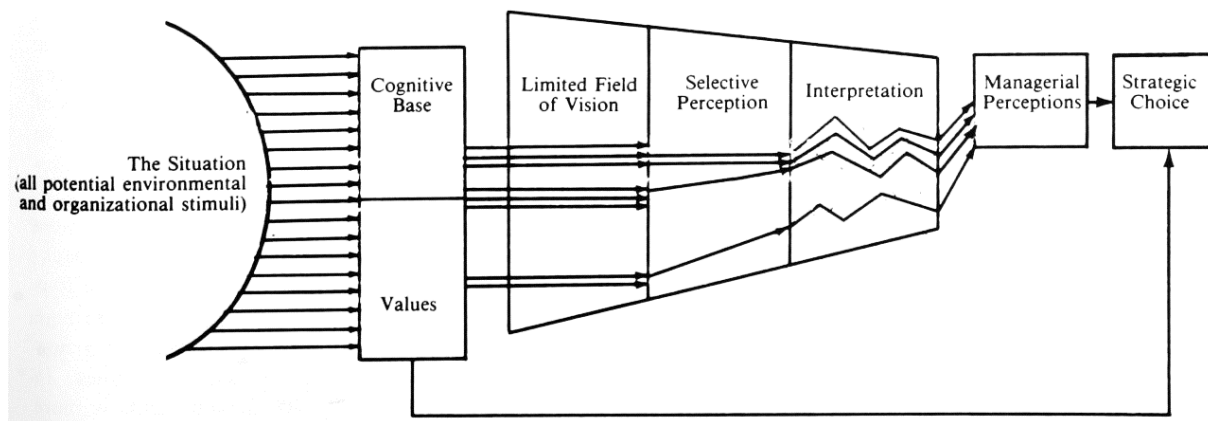 The Situation
(all potential environmental
and organizational stimuli)
Cognitive
Base
Values
Limited Field
of Vision
Selective
Perception
Interpretation
Managerial
Perceptions
Strategic
Choice